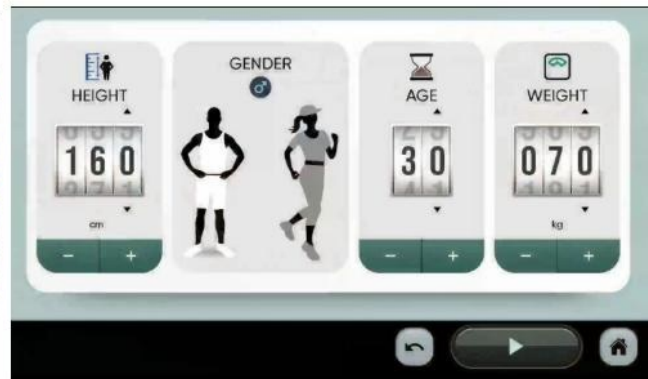 HEIGHT
160
cm
- +
GENDER
AGE
30
- +
WEIGHT
070
kg
- +